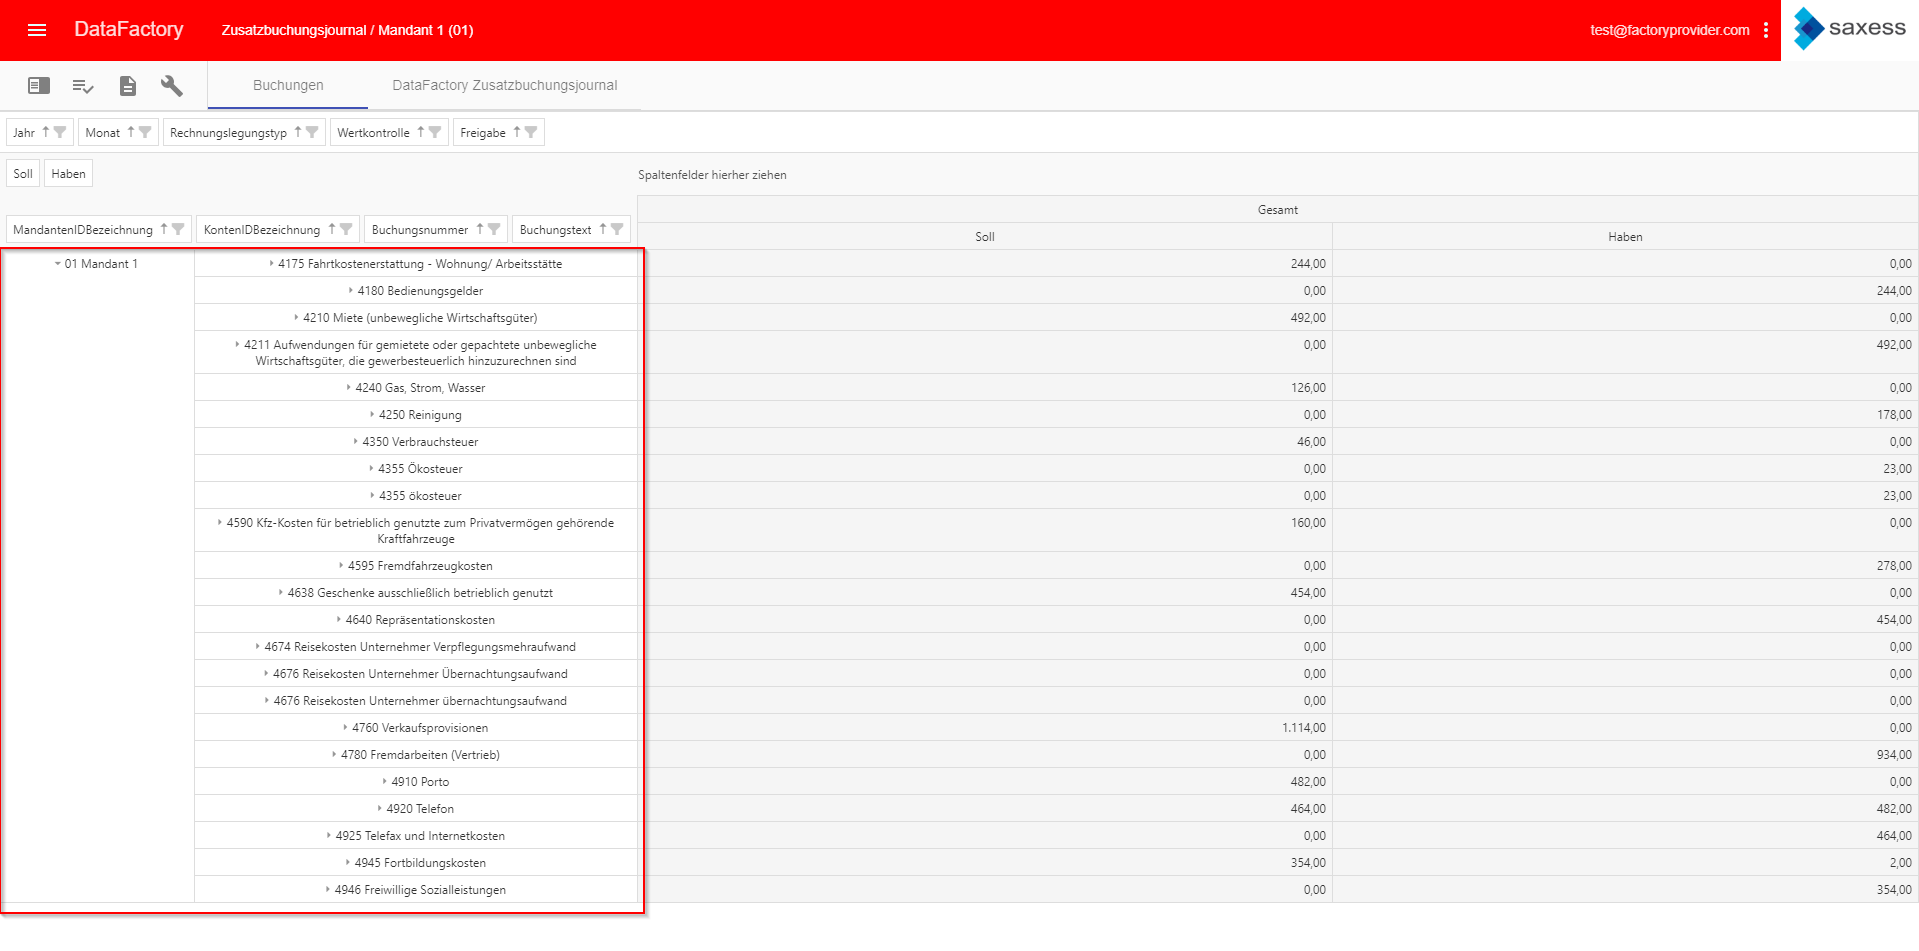 DataFactory
Zusatzbuchungsjournal / Mandant 1 (01)
test@factoryprovider.com
saxess
Buchungen
DataFactory Zusatzbuchungsjournal
Jahr
Monat
Rechnungslegungstyp
Wertkontrolle
Freigabe
Soll
Haben
Spaltenfelder hierher ziehen
Gesamt
MandantenIDBezeichnung
KontenIDBezeichnung
Buchungsnummer
Buchungstext
Soll
Haben
01 Mandant 1
4175 Fahrtkostenerstattung - Wohnung/ Arbeitsstätte 244,00 0,00
4180 Bedienungsgelder 0,00 244,00
4210 Miete (unbewegliche Wirtschaftsgüter) 492,00 0,00
4211 Aufwendungen für gemietete oder gepachtete unbewegliche 0,00 492,00
Wirtschaftsgüter, die gewerbesteuerlich hinzuzurechnen sind
4240 Gas, Strom, Wasser 126,00 0,00
4250 Reinigung 0,00 178,00
4350 Verbrauchsteuer 46,00 0,00
4355 Ökosteuer 0,00 23,00
4355 ökosteuer 0,00 23,00
4590 Kfz-Kosten für betrieblich genutzte zum Privatvermögen gehörende 160,00 0,00
Kraftfahrzeuge
4595 Fremdfahrzeugkosten 0,00 278,00
4638 Geschenke ausschließlich betrieblich genutzt 454,00 0,00
4640 Repräsentationskosten 0,00 454,00
4674 Reisekosten Unternehmer Verpflegungsmehraufwand 0,00 0,00
4676 Reisekosten Unternehmer Übernachtungsaufwand 0,00 0,00
4676 Reisekosten Unternehmer übernachtungsaufwand 0,00 0,00
4760 Verkaufsprovisionen 1.114,00 0,00
4780 Fremdarbeiten (Vertrieb) 0,00 934,00
4910 Porto 482,00 0,00
4920 Telefon 464,00 482,00
4925 Telefax und Internetkosten 0,00 464,00
4945 Fortbildungskosten 354,00 2,00
4946 Freiwillige Sozialleistungen 0,00 354,00